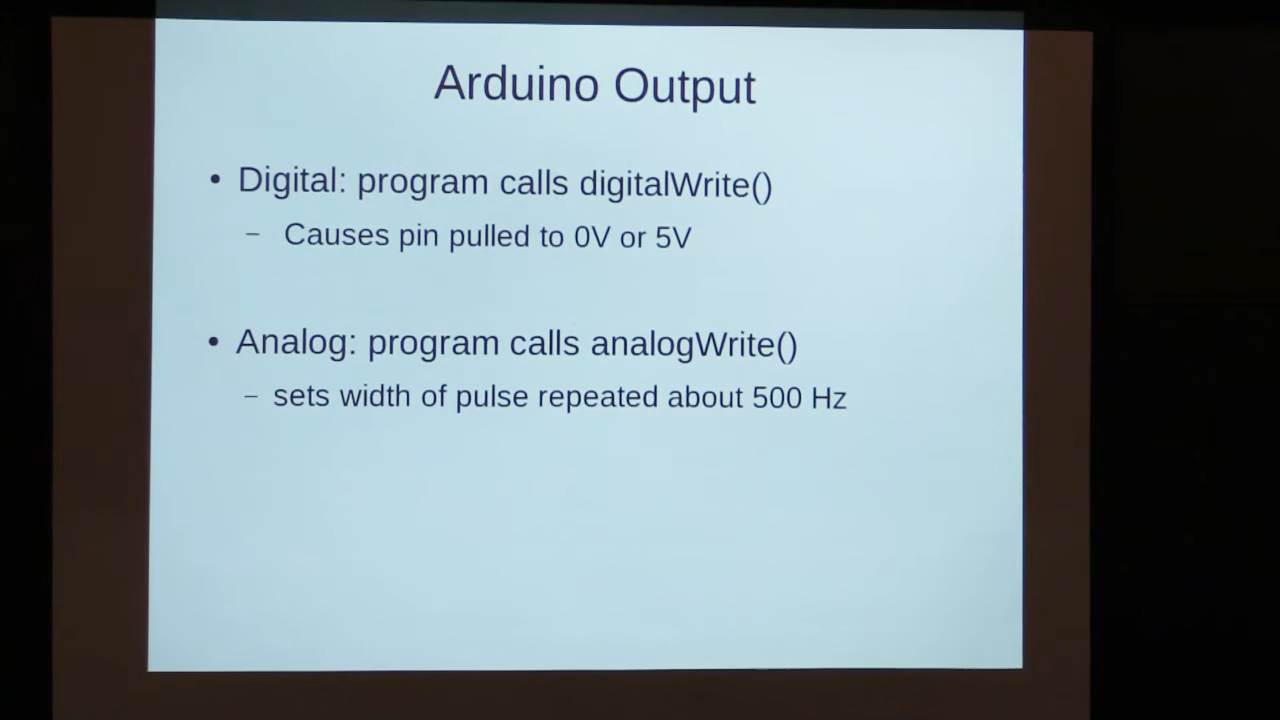 Arduino Output
• Digital: program calls digitalWrite()
– Causes pin pulled to 0V or 5V
• Analog: program calls analogWrite()
– sets width of pulse repeated about 500 Hz